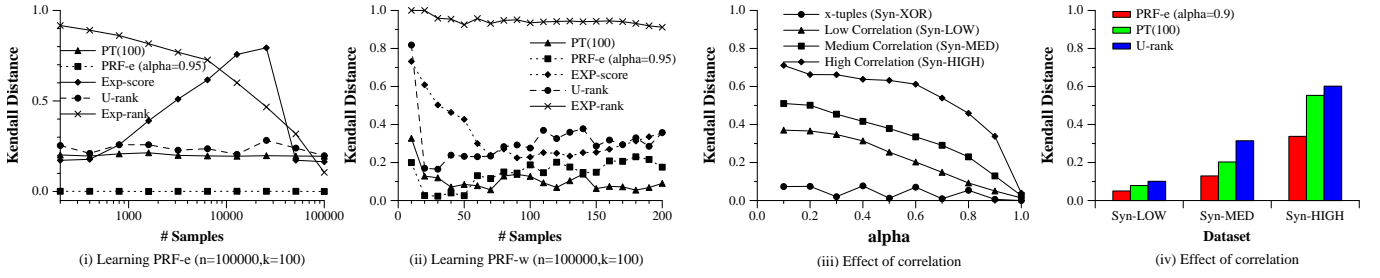 Kendall Distance
1.0
0.5
0.0
PT(100)
PRF-e (alpha=0.95)
Exp-score
U-rank
Exp-rank
1000
10000
100000
# Samples
(i) Learning PRF-e (n=100000,k=100)
Kendall Distance
1.0
0.8
0.6
0.4
0.2
0.0
PT(100)
PRF-e (alpha=0.95)
EXP-score
U-rank
EXP-rank
0
50
100
150
200
# Samples
(ii) Learning PRF-w (n=100000,k=100)
Kendall Distance
1.0
0.8
0.6
0.4
0.2
0.0
x-tuples (Syn-XOR)
Low Correlation (Syn-LOW)
Medium Correlation (Syn-MED)
High Correlation (Syn-HIGH)
0.0
0.2
0.4
0.6
0.8
1.0
alpha
(iii) Effect of correlation
Kendall Distance
1.0
0.8
0.6
0.4
0.2
0.0
PRF-e (alpha=0.9)
PT(100)
U-rank
Syn-LOW
Syn-MED
Syn-HIGH
Dataset
(iv) Effect of correlation